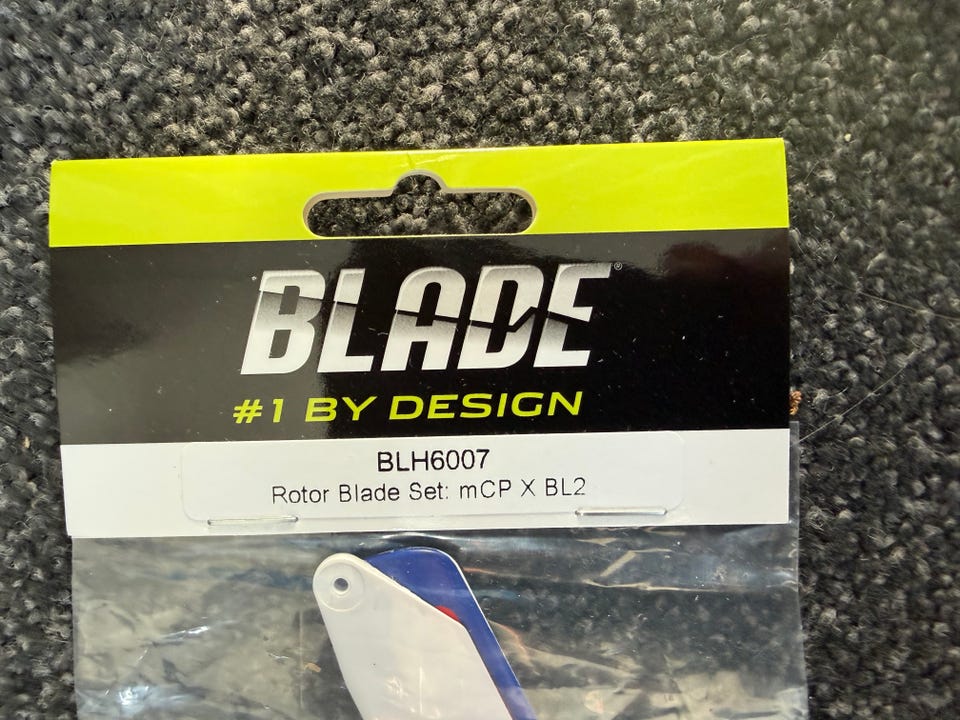 BLADE®
#1 BY DESIGN
BLH6007
Rotor Blade Set: mCP X BL2